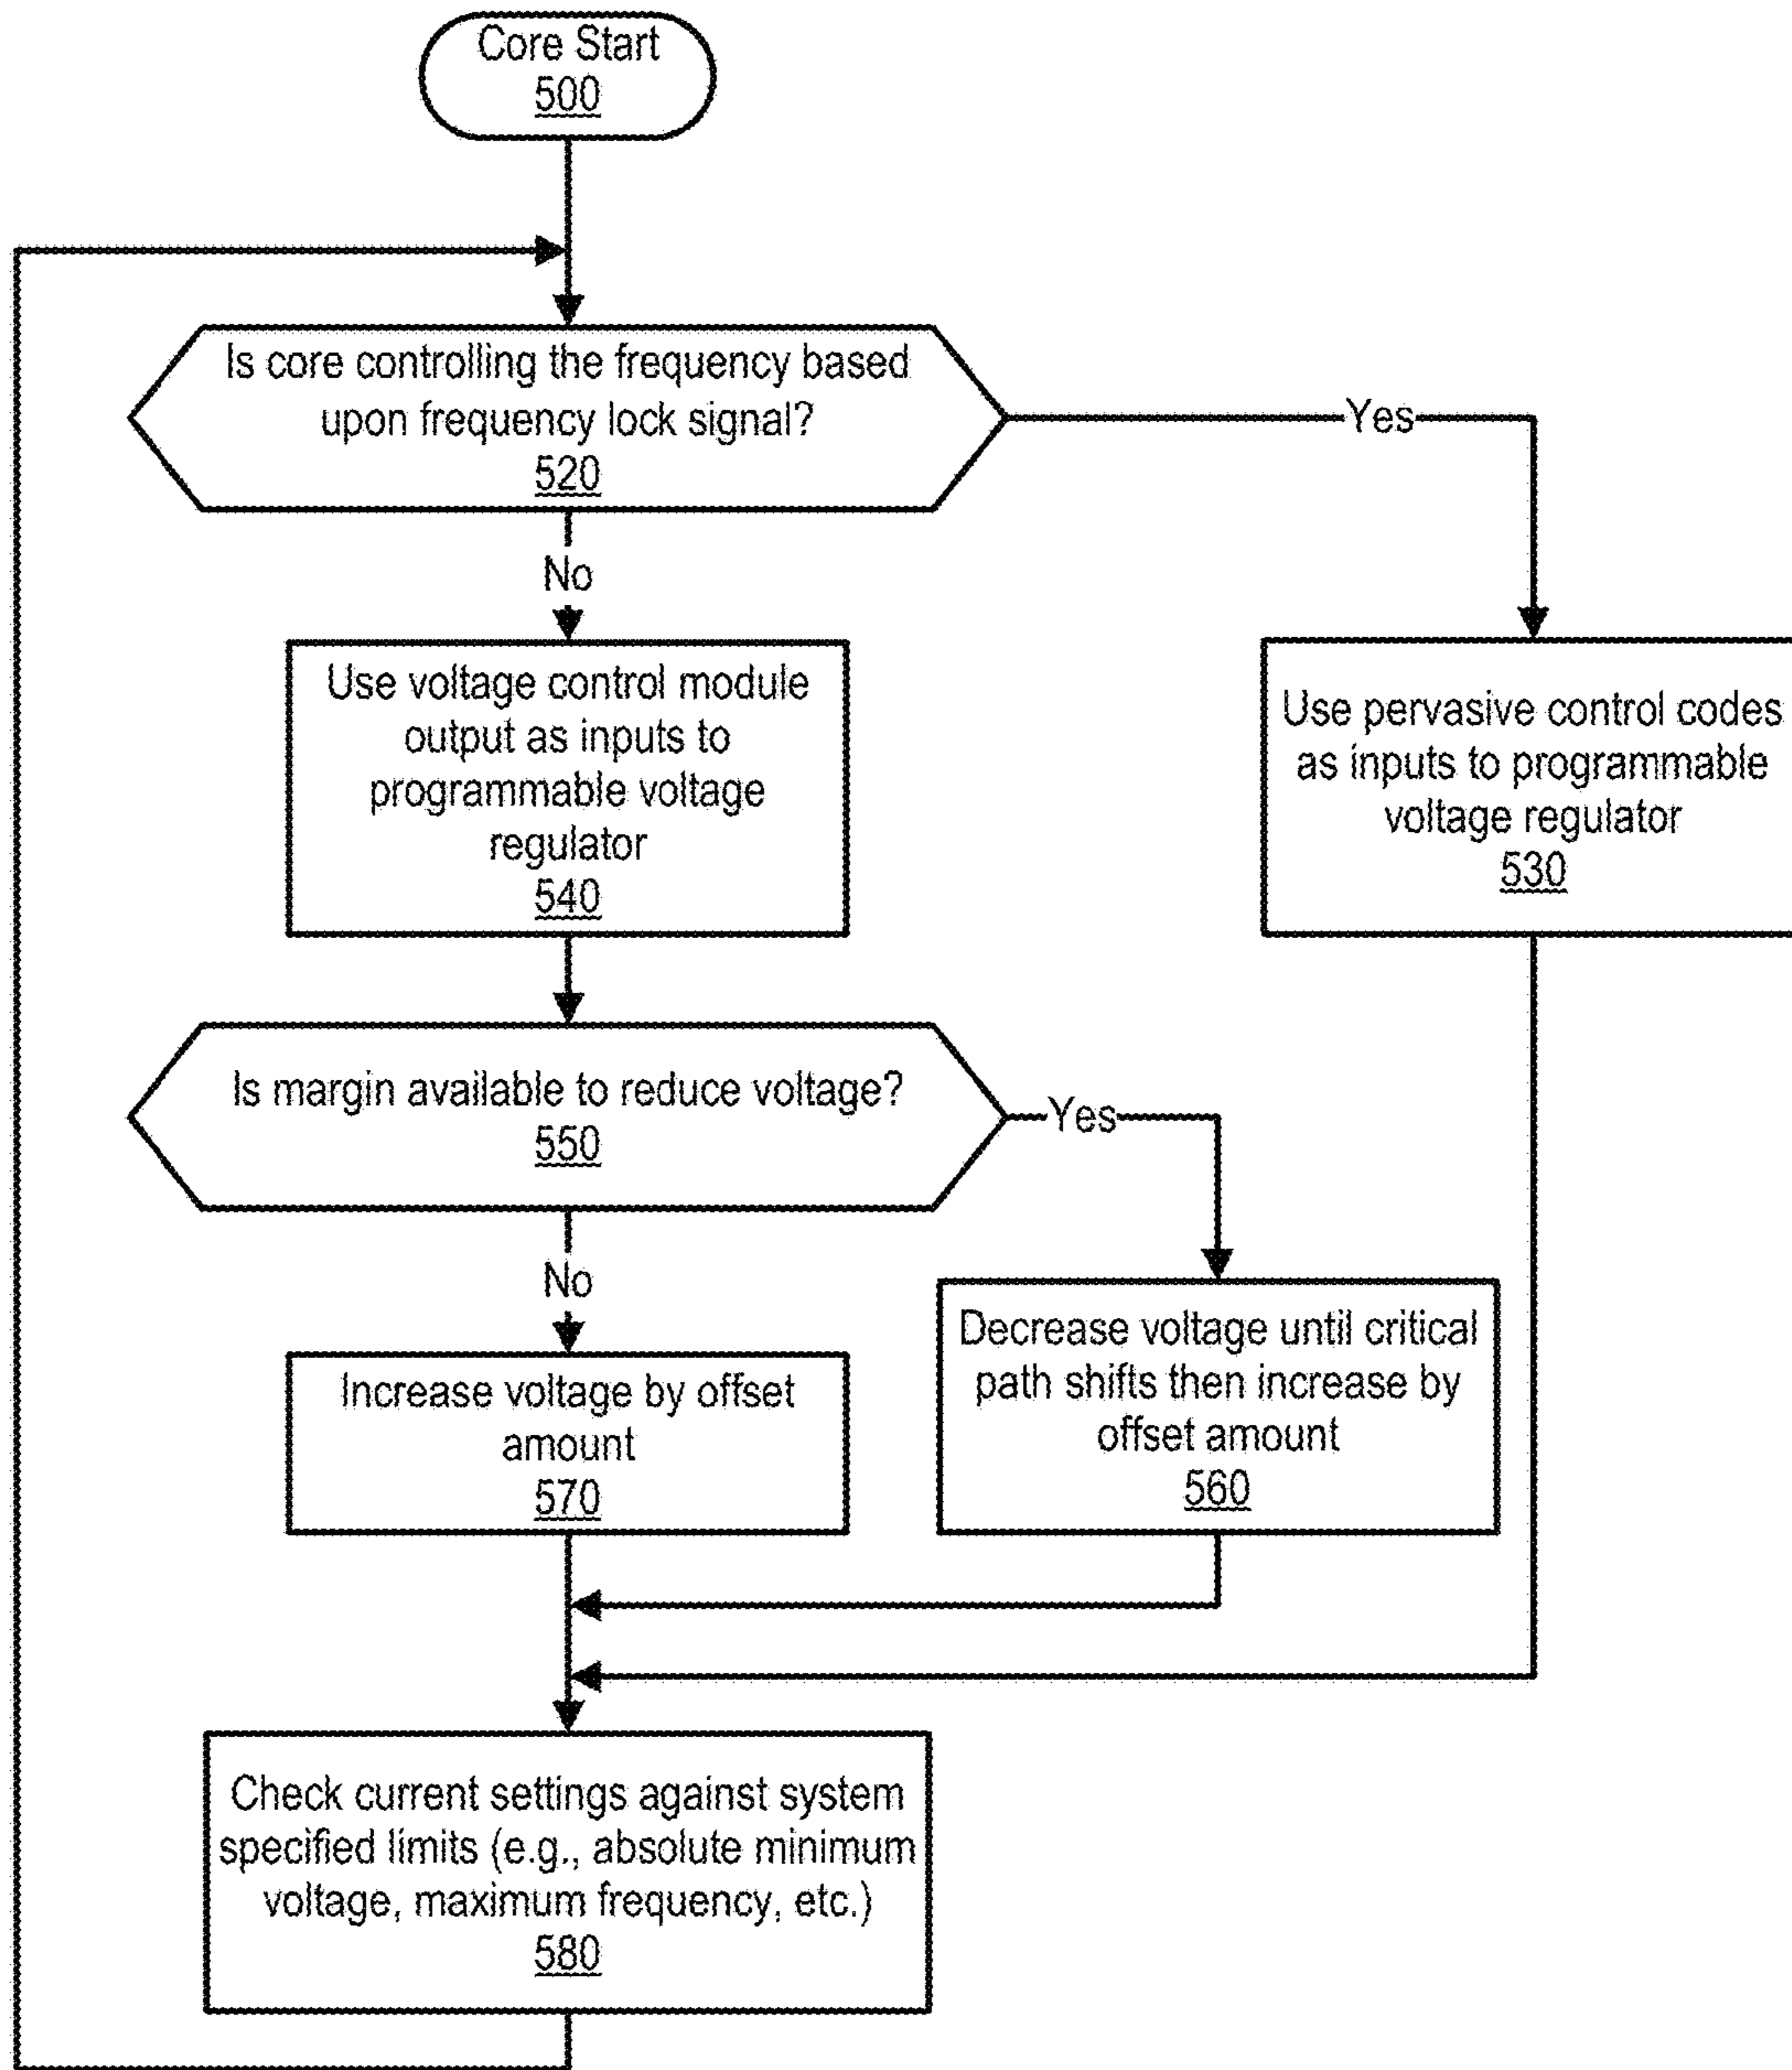 Core Start
500
Is core controlling the frequency based
upon frequency lock signal?
520
Yes
No
Use voltage control module
output as inputs to
programmable voltage
regulator
540
Use pervasive control codes
as inputs to programmable
voltage regulator
530
Is margin available to reduce voltage?
550
Yes
No
Decrease voltage until critical
path shifts then increase by
offset amount
560
Increase voltage by offset
amount
570
Check current settings against system
specified limits (e.g., absolute minimum
voltage, maximum frequency, etc.)
580